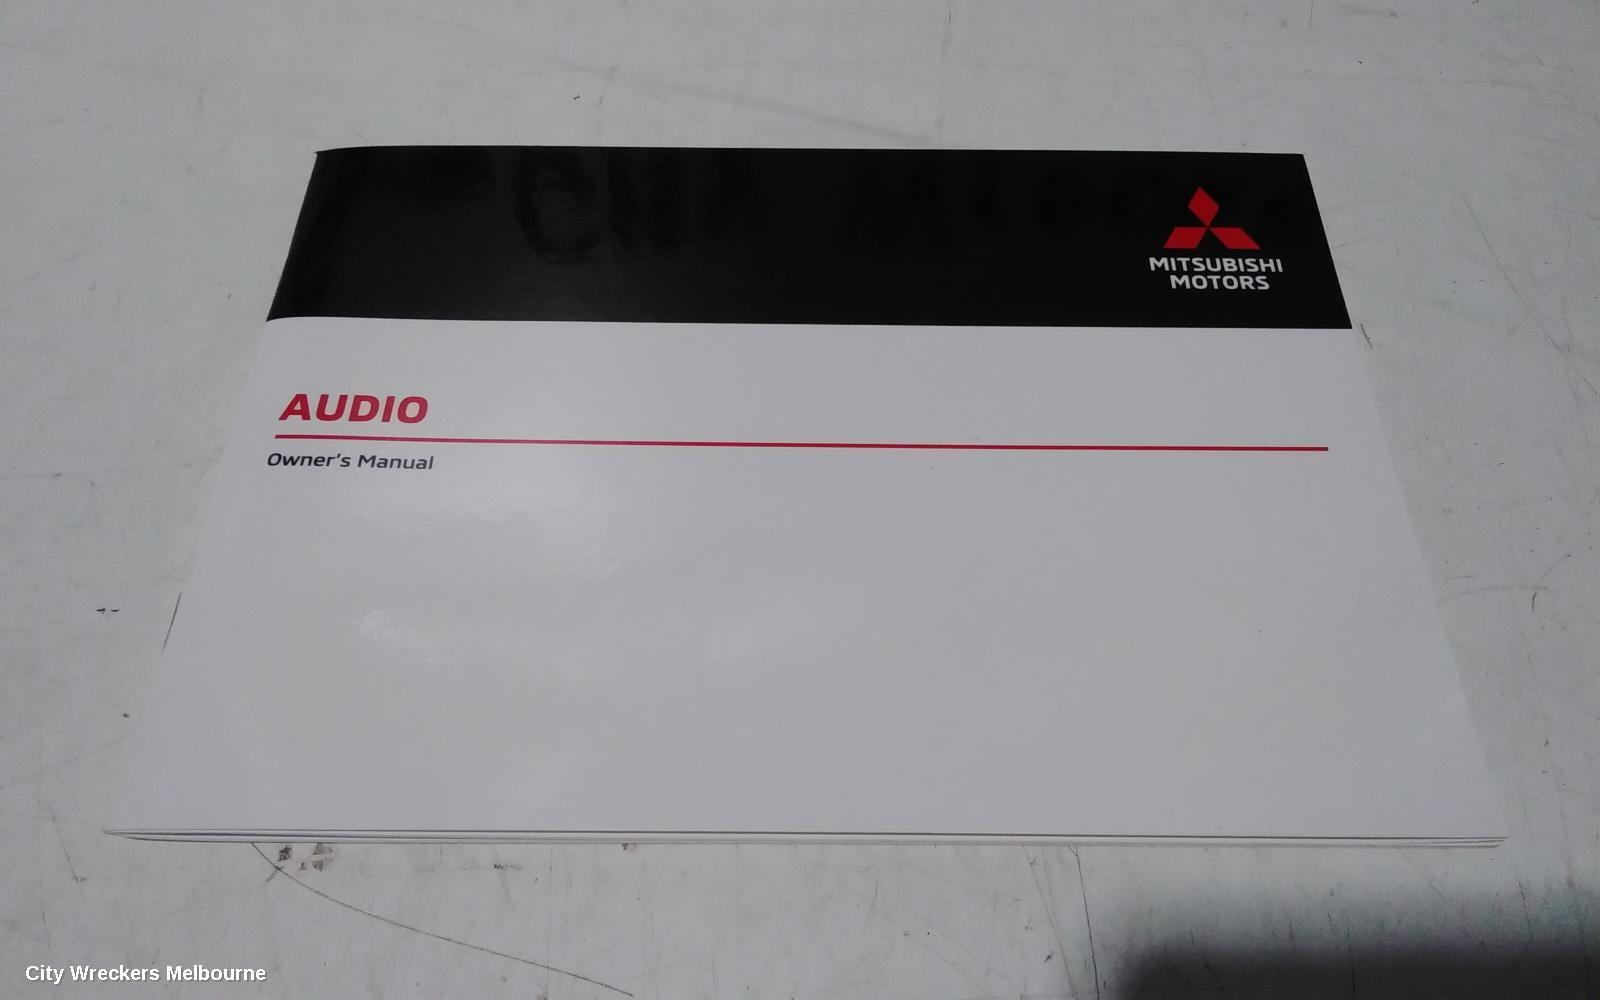 MITSUBISHI
MOTORS
AUDIO
Owner's Manual
City Wreckers Melbourne